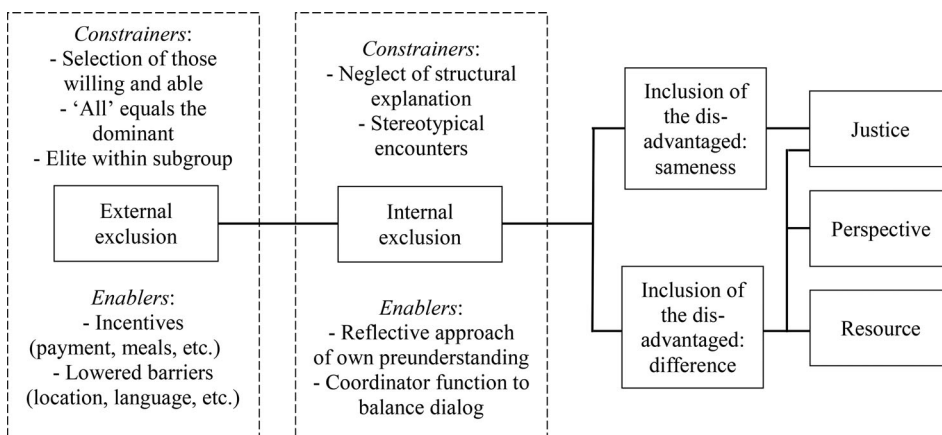 Constrainers:
- Selection of those
willing and able
- ‘All’ equals the
dominant
- Elite within subgroup
External
exclusion
Enablers:
- Incentives
(payment, meals, etc.)
- Lowered barriers
(location, language, etc.)
Constrainers:
- Neglect of structural
explanation
- Stereotypical
encounters
Internal
exclusion
Enablers:
- Reflective approach
of own preunderstanding
- Coordinator function to
balance dialog
Inclusion of
the dis-
advantaged:
sameness
Inclusion of
the dis-
advantaged:
difference
Justice
Perspective
Resource